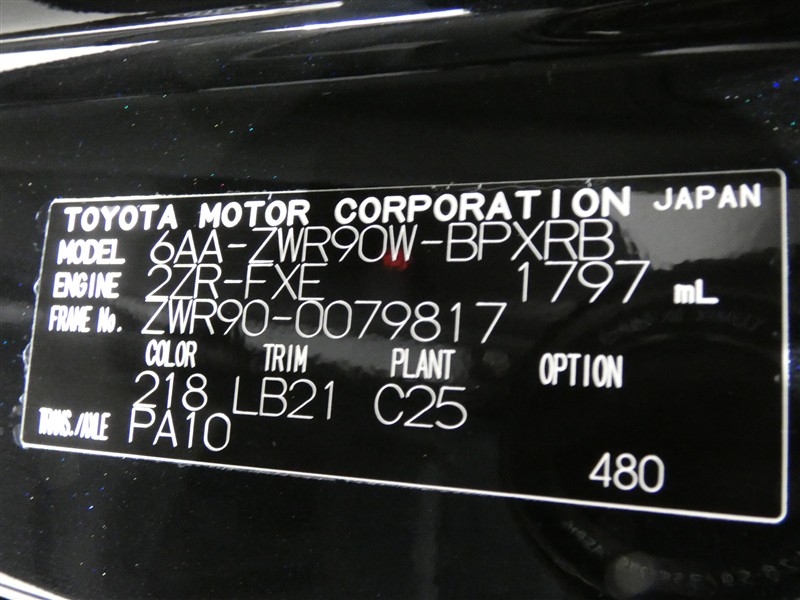 TOYOTA MOTOR CORPORATION JAPAN
MODEL 6AA-ZWR90W-BPXRB
ENGINE 2ZR-FXE 1797 mL
FRAME No. ZWR90-0079817
COLOR TRIM PLANT OPTION
218 LB21 C25
TRANS./AXLE PA10
480